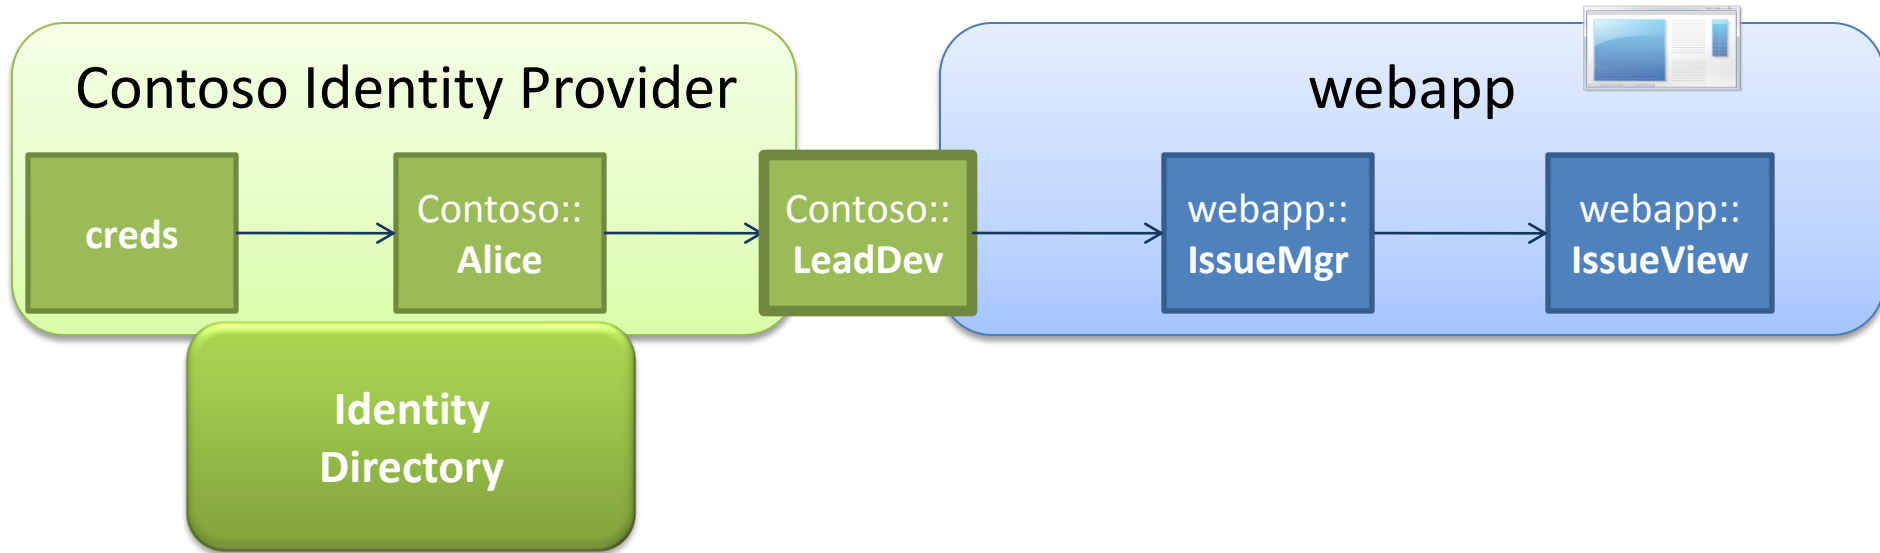 Contoso Identity Provider
webapp
creds
Contoso::
Alice
Contoso::
LeadDev
webapp::
IssueMgr
webapp::
IssueView
Identity
Directory